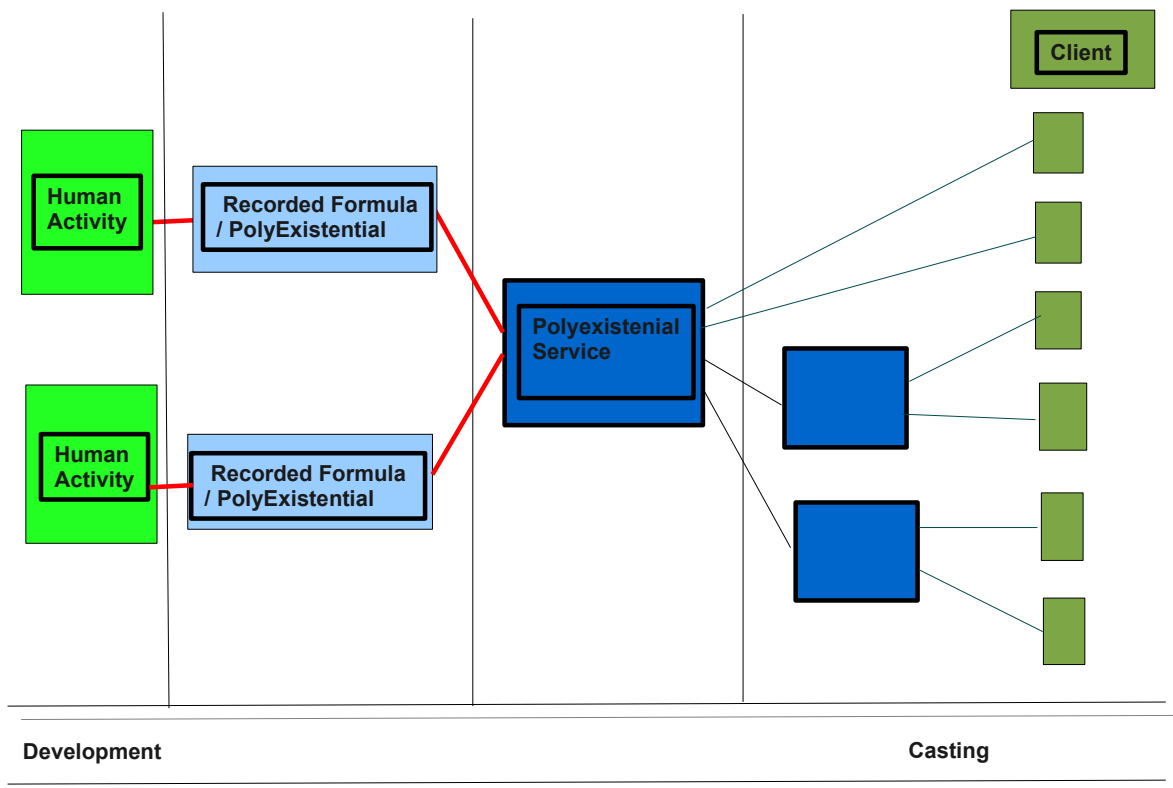 Client
Human
Activity
Recorded Formula
/ PolyExistential
Polyexistenial
Service
Human
Activity
Recorded Formula
/ PolyExistential
Development
Casting